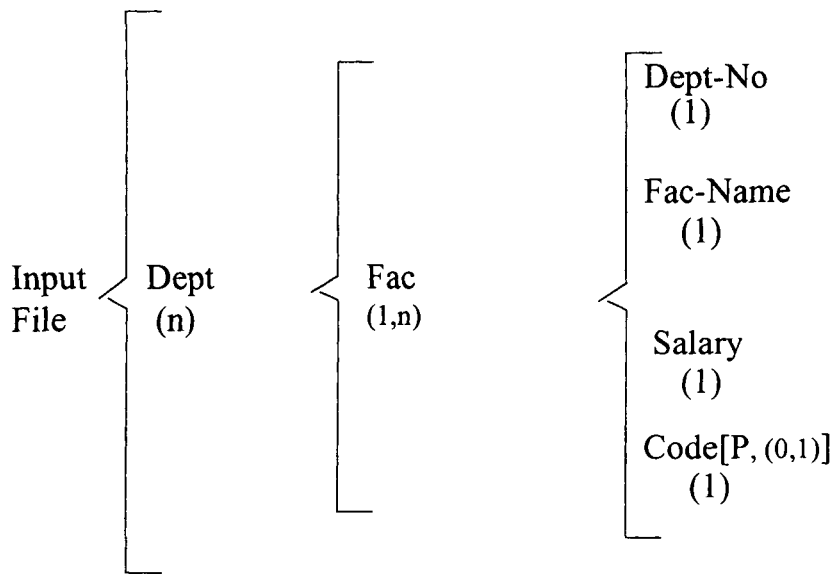 Input
File
Dept
(n)
Fac
(1,n)
Dept-No
(1)
Fac-Name
(1)
Salary
(1)
Code[P, (0,1)]
(1)